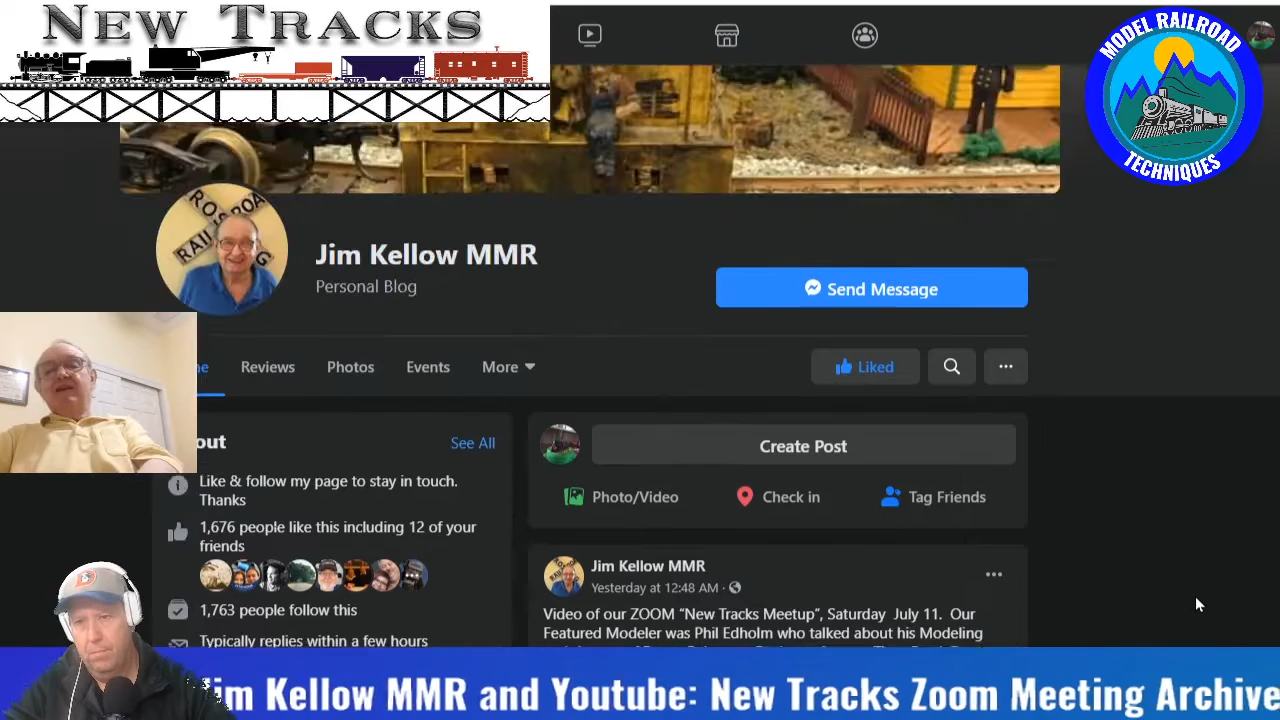 NEW TRACKS
MODEL RAILROAD
TECHNIQUES
RAILROAD
Jim Kellow MMR
Personal Blog
Send Message
Reviews
Photos
Events
More
Liked
See All
Create Post
Like & follow my page to stay in touch.
Thanks
Photo/Video
Check in
Tag Friends
1,676 people like this including 12 of your
friends
Jim Kellow MMR
Yesterday at 12:48 AM
1,763 people follow this
Video of our ZOOM “New Tracks Meetup”, Saturday July 11. Our
Featured Modeler was Phil Edholm who talked about his Modeling
Typically replies within a few hours
Jim Kellow MMR and Youtube: New Tracks Zoom Meeting Archive